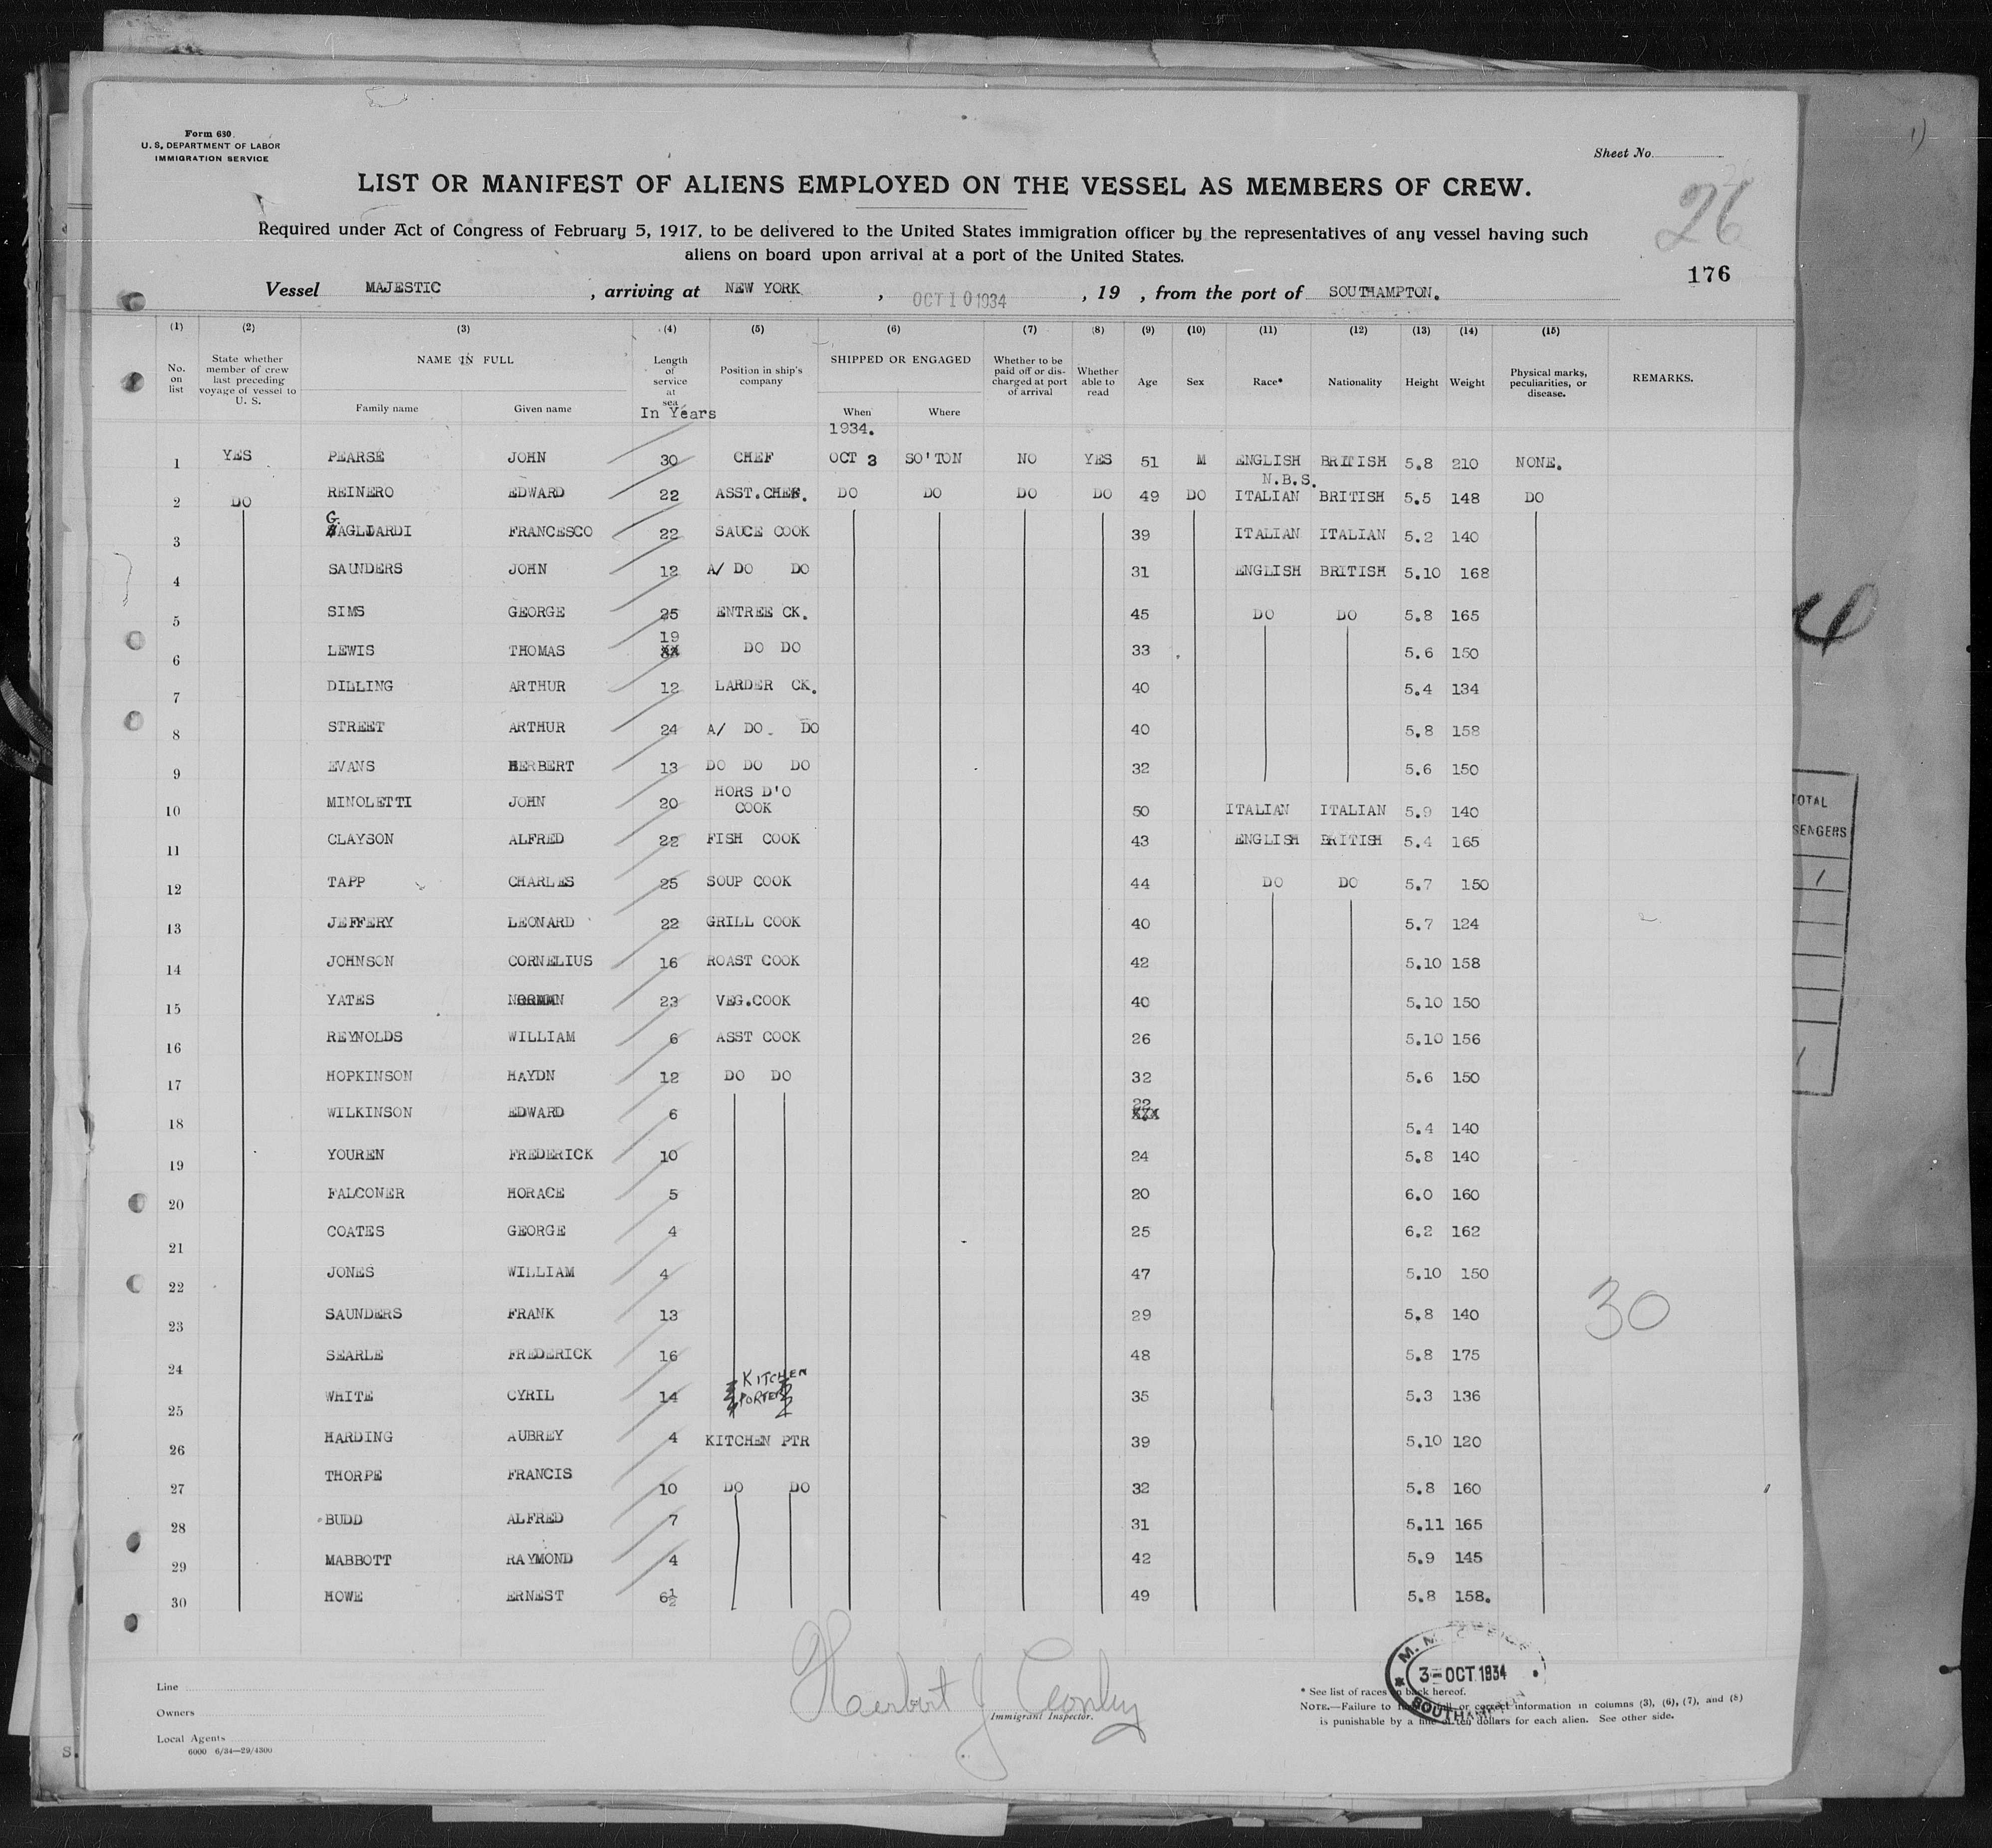 Form 630.
U. S. DEPARTMENT OF LABOR
IMMIGRATION SERVICE
Sheet No.
LIST OR MANIFEST OF ALIENS EMPLOYED ON THE VESSEL AS MEMBERS OF CREW.
26
Required under Act of Congress of February 5, 1917, to be delivered to the United States immigration officer by the representatives of any vessel having such
aliens on board upon arrival at a port of the United States.
176
Vessel MAJESTIC, arriving at NEW YORK, OCT 10 1934, 19 , from the port of SOUTHAMPTON.
(1) (2) (3) (4) (5) (6) (7) (8) (9) (10) (11) (12) (13) (14) (15)
No. on list State whether member of crew last preceding voyage of vessel to U. S. NAME IN FULL Family name Given name Length of service at sea In Years Position in ship's company SHIPPED OR ENGAGED When Where Whether to be paid off or discharged at port of arrival Whether able to read Age Sex Race* Nationality Height Weight Physical marks, peculiarities, or disease. REMARKS.
1934.
1 YES PEARSE JOHN 30 CHEF OCT 3 SO'TON NO YES 51 M ENGLISH BRITISH 5.8 210 NONE.
N.B.S.
2 DO REINERO EDWARD 22 ASST.CHEF. DO DO DO DO 49 DO ITALIAN BRITISH 5.5 148 DO
3 GAGLIARDI FRANCESCO 22 SAUCE COOK 39 ITALIAN ITALIAN 5.2 140
4 SAUNDERS JOHN 12 A/ DO DO 31 ENGLISH BRITISH 5.10 168
5 SIMS GEORGE 25 ENTREE CK. 45 DO DO 5.8 165
6 LEWIS THOMAS 19 DO DO 33 5.6 150
7 DILLING ARTHUR 12 LARDER CK. 40 5.4 134
8 STREET ARTHUR 24 A/ DO. DO 40 5.8 158
9 EVANS HERBERT 13 DO DO DO 32 5.6 150
10 MINOLETTI JOHN 20 HORS D'O COOK 50 ITALIAN ITALIAN 5.9 140
11 CLAYSON ALFRED 22 FISH COOK 43 ENGLISH BRITISH 5.4 165
12 TAPP CHARLES 25 SOUP COOK 44 DO DO 5.7 150
13 JEFFERY LEONARD 22 GRILL COOK 40 5.7 124
14 JOHNSON CORNELIUS 16 ROAST COOK 42 5.10 158
15 YATES NORMAN 23 VEG.COOK 40 5.10 150
16 REYNOLDS WILLIAM 6 ASST COOK 26 5.10 156
17 HOPKINSON HAYDN 12 DO DO 32 5.6 150
18 WILKINSON EDWARD 6 22 5.4 140
19 YOUREN FREDERICK 10 24 5.8 140
20 FALCONER HORACE 5 20 6.0 160
21 COATES GEORGE 4 25 6.2 162
22 JONES WILLIAM 4 47 5.10 150
23 SAUNDERS FRANK 13 29 5.8 140
30
24 SEARLE FREDERICK 16 48 5.8 175
25 WHITE CYRIL 14 KITCHEN PORTER 35 5.3 136
26 HARDING AUBREY 4 KITCHEN PTR 39 5.10 120
27 THORPE FRANCIS 10 DO DO 32 5.8 160
28 BUDD ALFRED 7 31 5.11 165
29 MABBOTT RAYMOND 4 42 5.9 145
30 HOWE ERNEST 6½ 49 5.8 158.
TOTAL
SENGERS
1
Line
Owners
Local Agents
6000 6/34—29/4300
Herbert J
Immigrant Inspector.
M. M.
3-OCT.1934
SOUTHAMPTON
* See list of races on back hereof.
NOTE.—Failure to or correct information in columns (3), (6), (7), and (8)
is punishable by a fine of ten dollars for each alien. See other side.